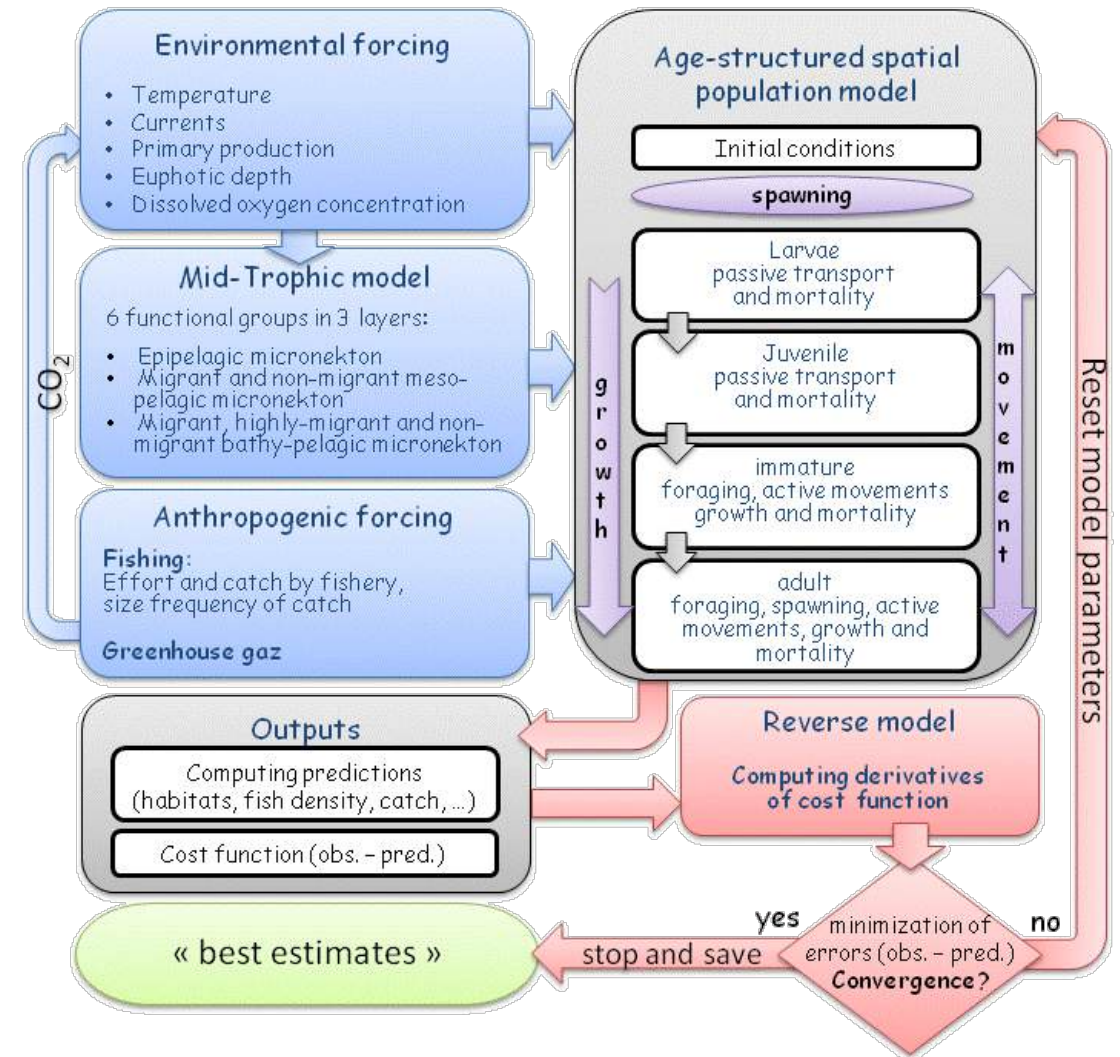 Environmental forcing
• Temperature
• Currents
• Primary production
• Euphotic depth
• Dissolved oxygen concentration
Mid-Trophic model
6 functional groups in 3 layers:
• Epipelagic micronekton
• Migrant and non-migrant meso-
pelagic micronekton
• Migrant, highly-migrant and non-
migrant bathy-pelagic micronekton
CO₂
Anthropogenic forcing
Fishing:
Effort and catch by fishery,
size frequency of catch
Greenhouse gaz
Age-structured spatial
population model
Initial conditions
spawning
Larvae
passive transport
and mortality
Juvenile
passive transport
and mortality
immature
foraging, active movements
growth and mortality
adult
foraging, spawning, active
movements, growth and
mortality
growth
movement
Reset model parameters
Outputs
Computing predictions
(habitats, fish density, catch, ...)
Cost function (obs. – pred.)
Reverse model
Computing derivatives
of cost function
minimization of
errors (obs. – pred.)
Convergence?
yes
no
stop and save
« best estimates »